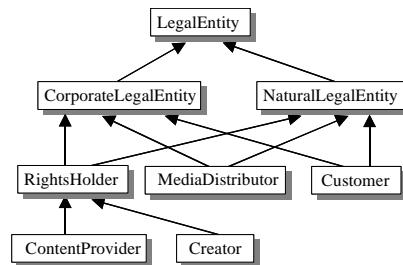 LegalEntity
CorporateLegalEntity
NaturalLegalEntity
RightsHolder
MediaDistributor
Customer
ContentProvider
Creator